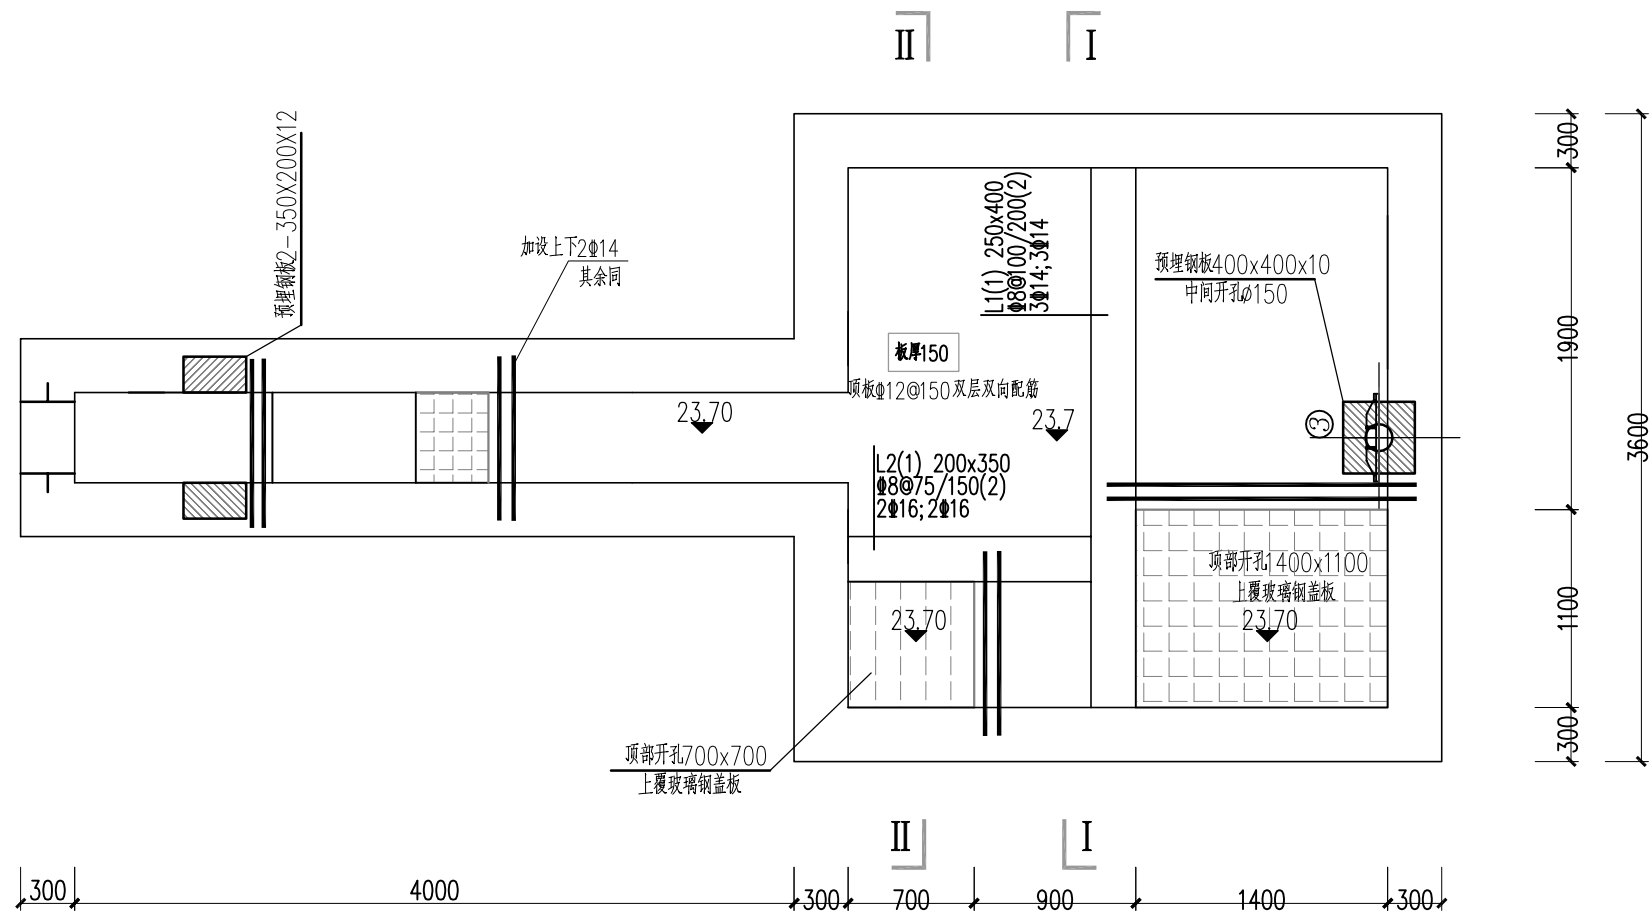 II
I
预埋钢板2-350X200X12
加设上下2Φ14
其余同
L1(1) 250x400
Φ8@100/200(2)
3Φ14;3Φ14
预埋钢板400x400x10
中间开孔Ø150
板厚150
顶板Φ12@150双层双向配筋
23.70
23.7
3
L2(1) 200x350
Φ8@75/150(2)
2Φ16;2Φ16
顶部开孔1400x1100
上覆玻璃钢盖板
23.70
23.70
顶部开孔700x700
上覆玻璃钢盖板
300
1900
1100
300
3600
II
I
300
4000
300
700
900
1400
300